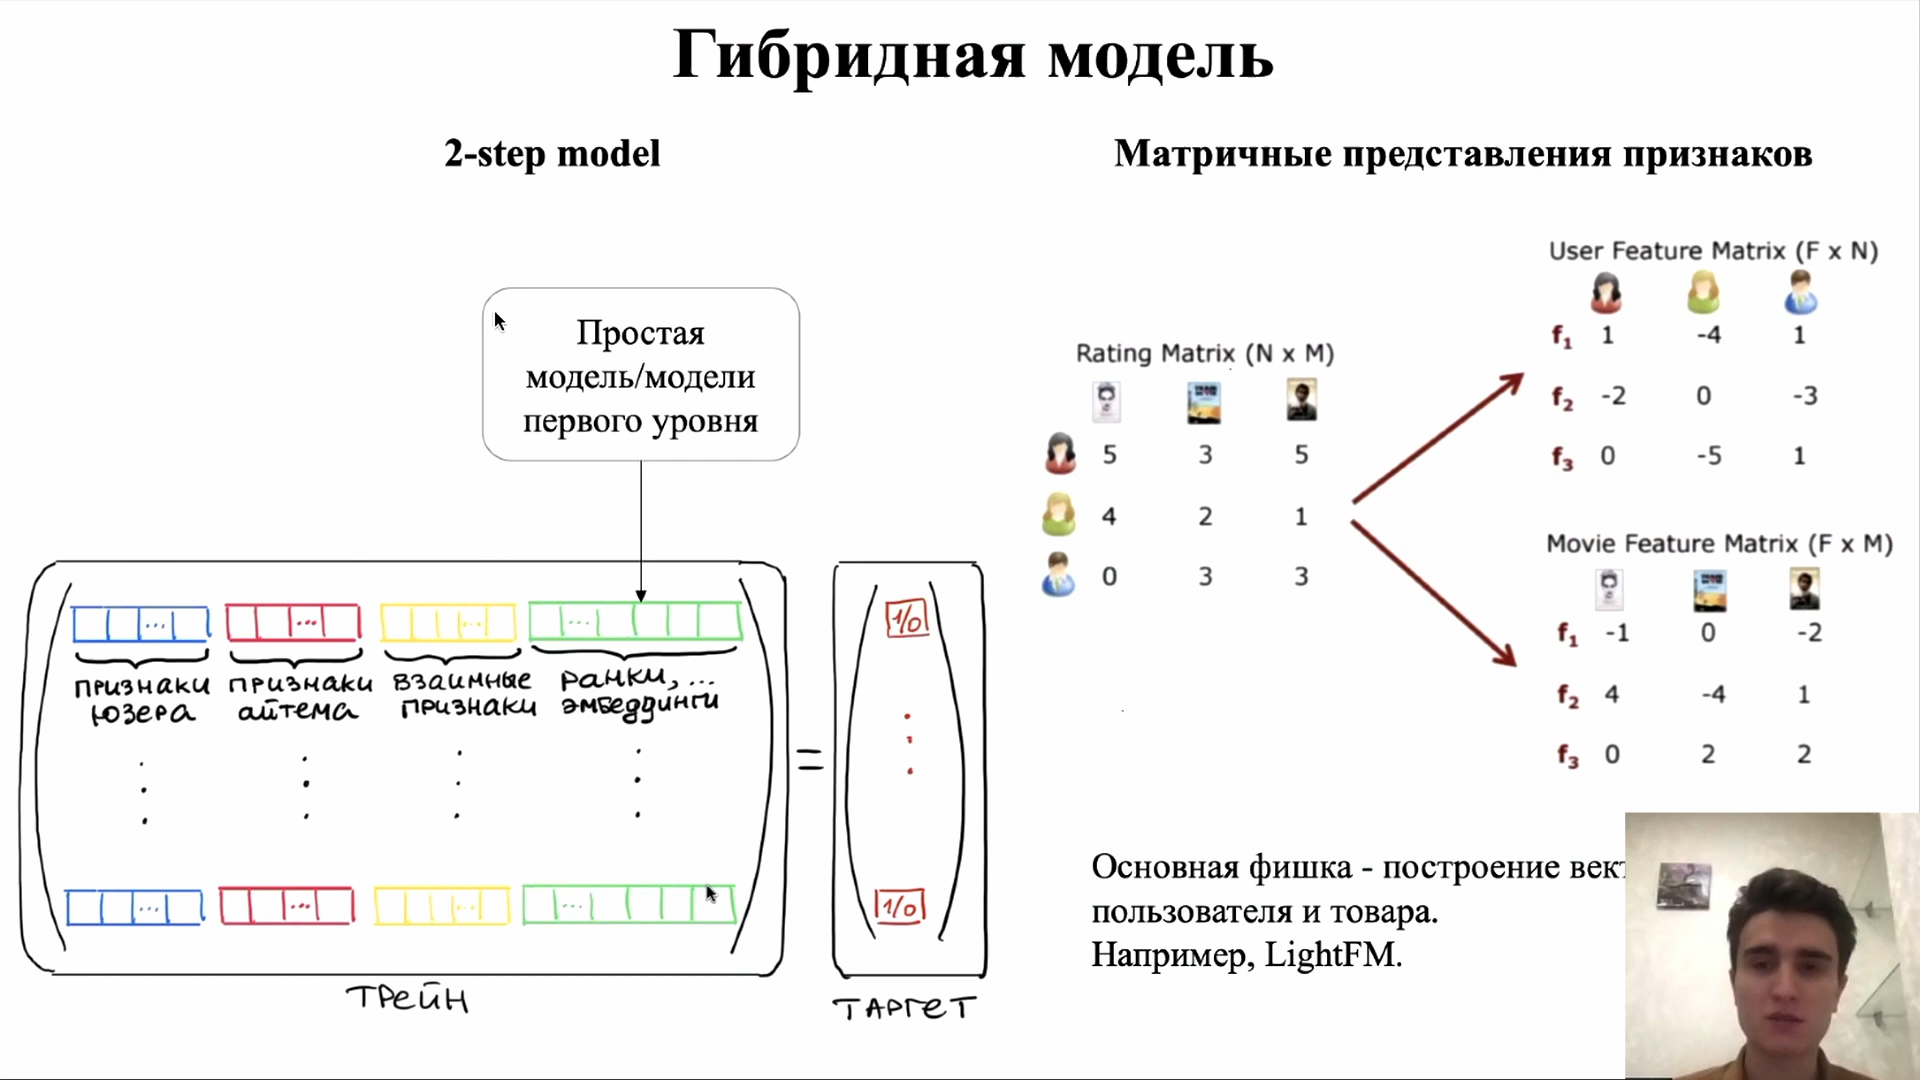 Гибридная модель
2-step model
Простая
модель/модели
первого уровня
признаки
юзера
признаки
айтема
взаимные
признаки
ранки, ...
эмбеддинги
=
1/0
1/0
трейн
таргет
Матричные представления признаков
Rating Matrix (N x M)
5 3 5
4 2 1
0 3 3
User Feature Matrix (F x N)
f1 1 -4 1
f2 -2 0 -3
f3 0 -5 1
Movie Feature Matrix (F x M)
f1 -1 0 -2
f2 4 -4 1
f3 0 2 2
Основная фишка - построение
пользователя и товара.
Например, LightFM.